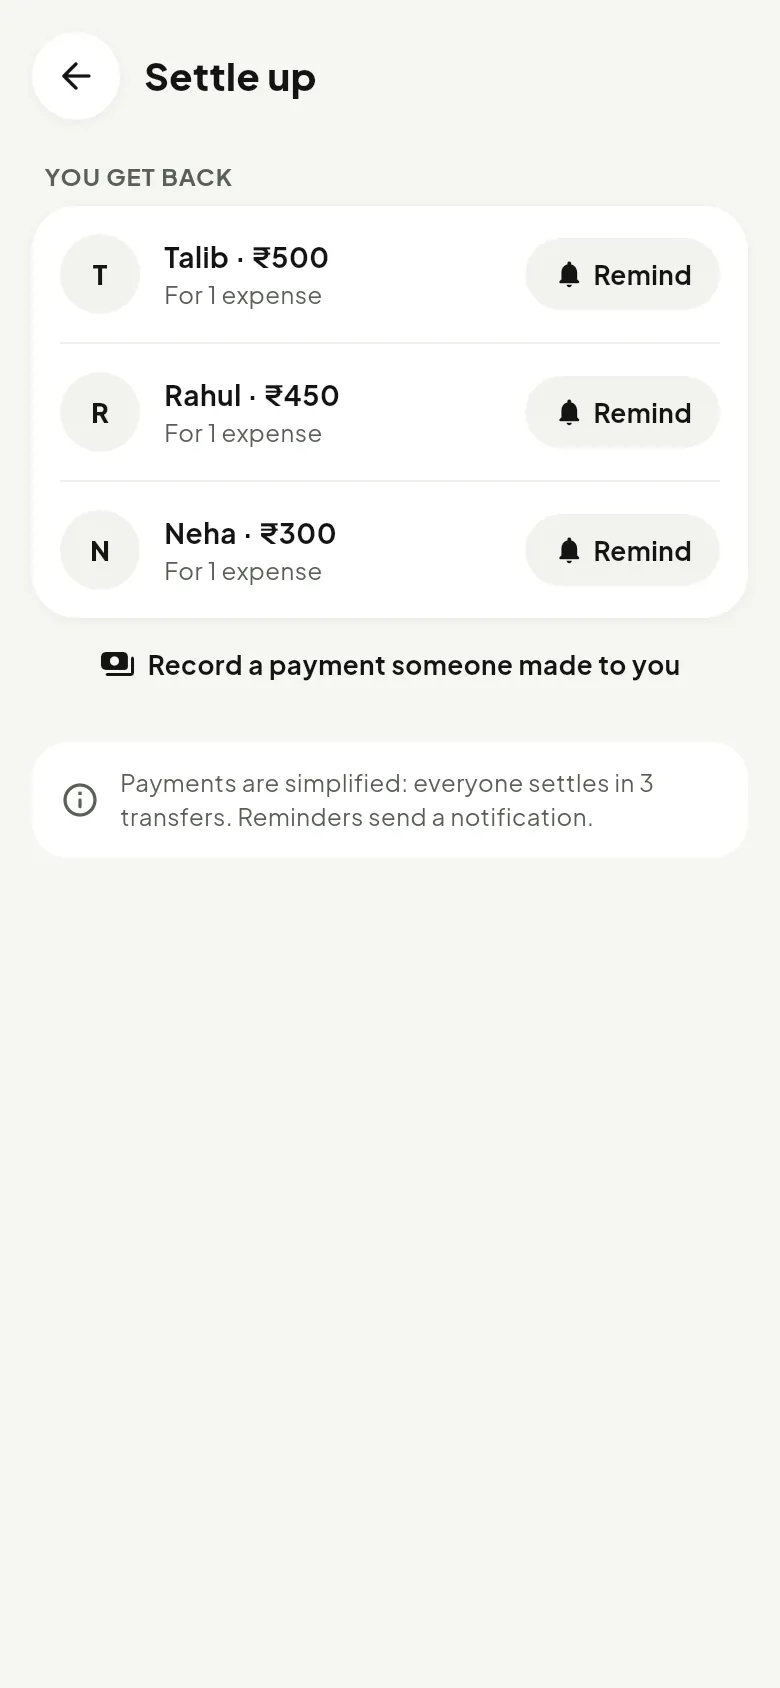 Settle up
YOU GET BACK
T
Talib · ₹500
For 1 expense
Remind
R
Rahul · ₹450
For 1 expense
Remind
N
Neha · ₹300
For 1 expense
Remind
Record a payment someone made to you
Payments are simplified: everyone settles in 3
transfers. Reminders send a notification.